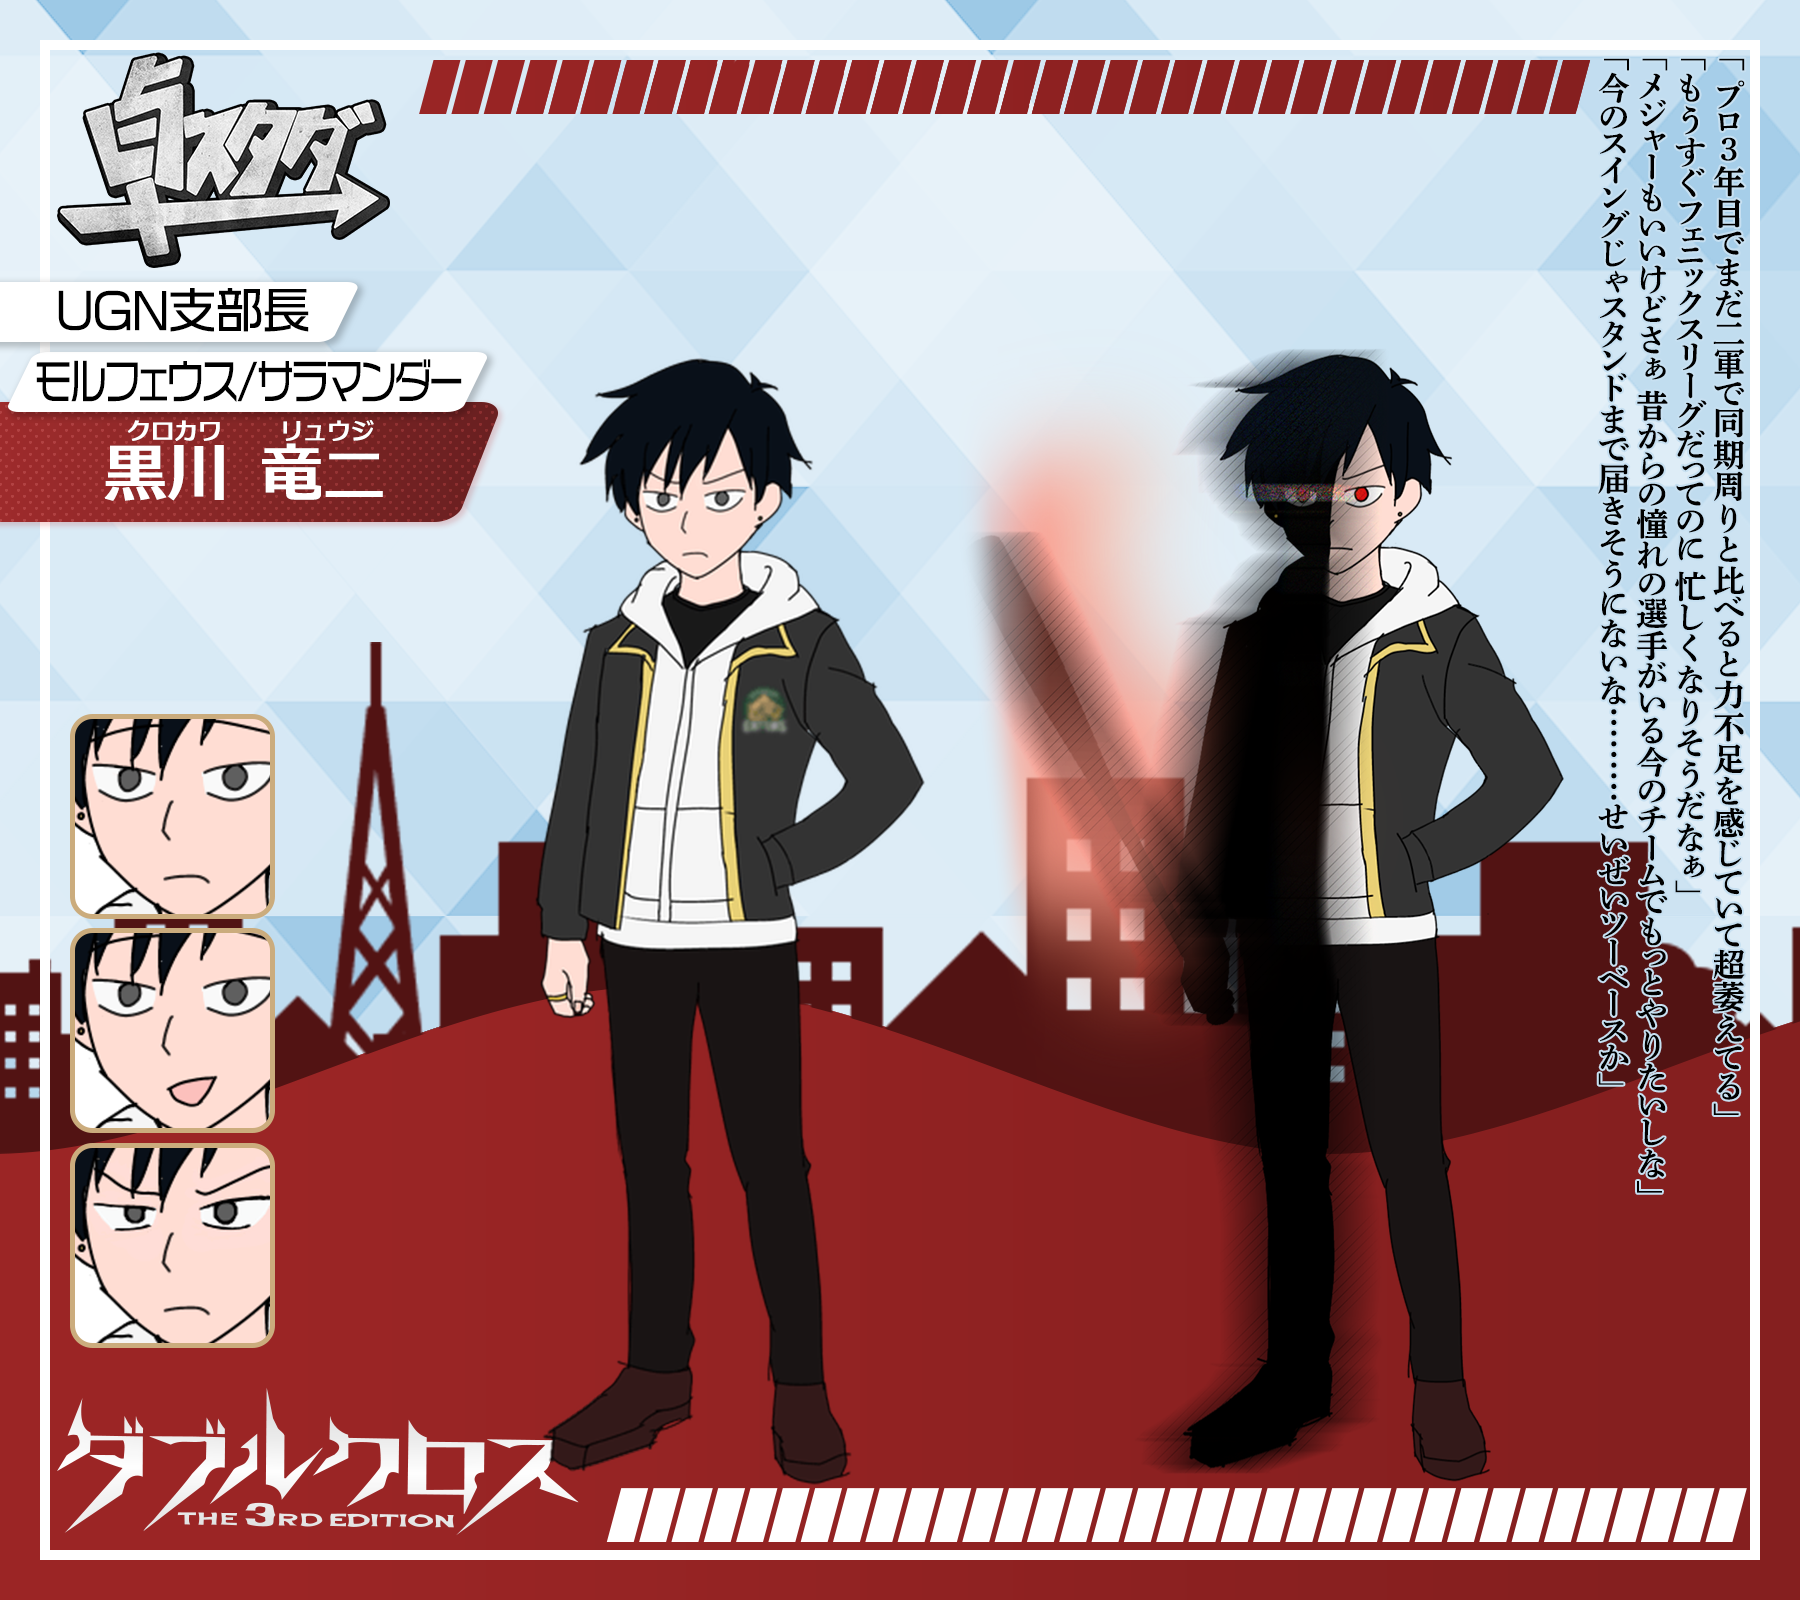 卓スタダ
UGN支部長
モルフェウス/サラマンダー
クロカワ リュウジ
黒川 竜二
「プロ3年目でまだ二軍で同期周りと比べると力不足を感じていて超萎えてる」
「もうすぐフェニックスリーグだってのに 忙しくなりそうだなぁ」
「メジャーもいいけどさぁ 昔からの憧れの選手がいる今のチームでもっとやりたいしな」
「今のスイングじゃスタンドまで届きそうにないな………せいぜいツーベースか」
ダブルクロス
THE 3RD EDITION